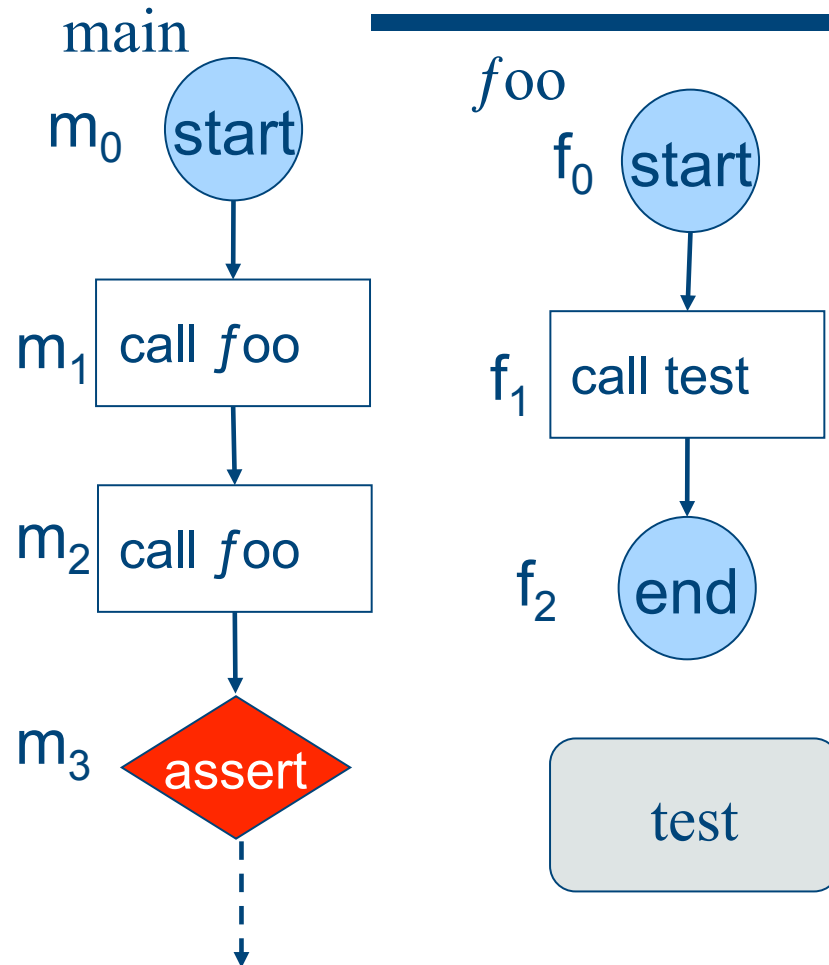 main
m₀ start
m₁ call foo
m₂ call foo
m₃ assert
foo
f₀ start
f₁ call test
f₂ end
test